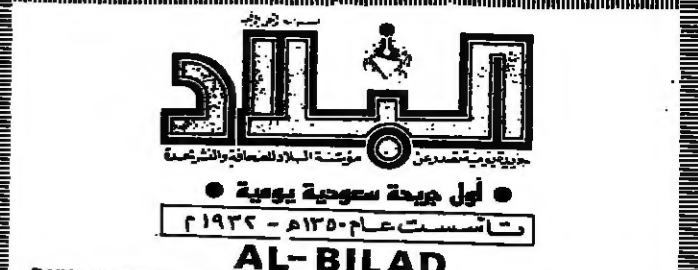 البلاد
جريدة يومية تصدر عن مؤسسة البلاد للصحافة والنشر بجدة
● أول جريدة سعودية يومية ●
تأسست عام ١٣٥٠هـ - ١٩٣٢م
AL-BILAD